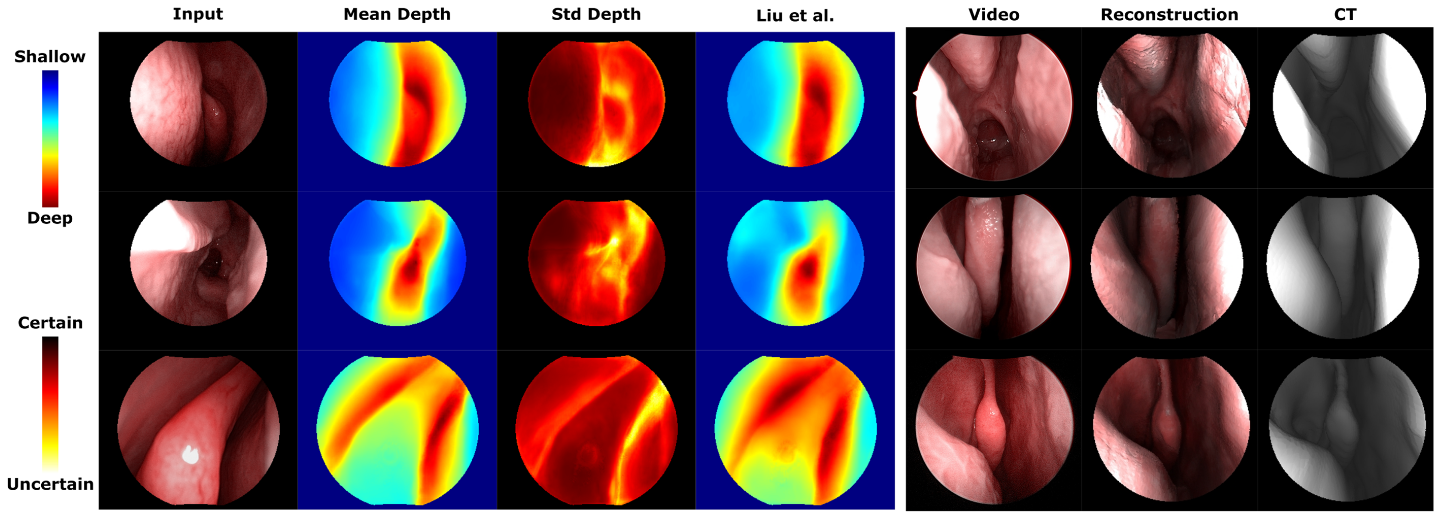 Input
Mean Depth
Std Depth
Liu et al.
Video
Reconstruction
CT
Shallow
Deep
Certain
Uncertain